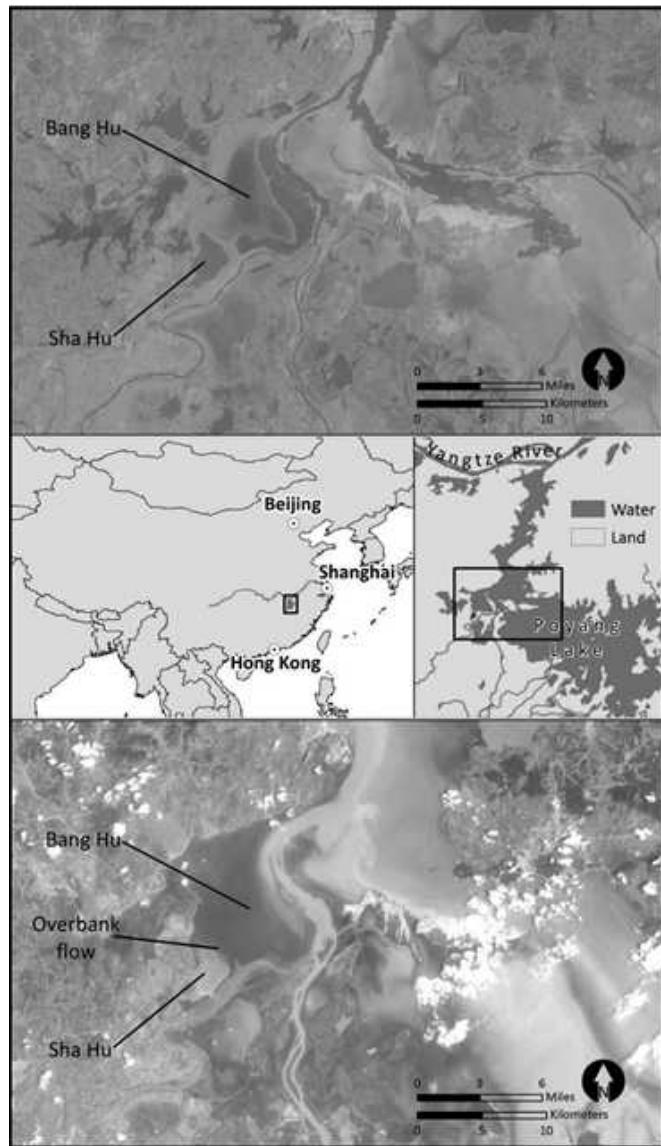 Bang Hu
Sha Hu
0 3 6
Miles
Kilometers
0 5 10
N
Beijing
Shanghai
Hong Kong
Yangtze River
Water
Land
Poyang
Lake
Bang Hu
Overbank
flow
Sha Hu
0 3 6
Miles
Kilometers
0 5 10
N